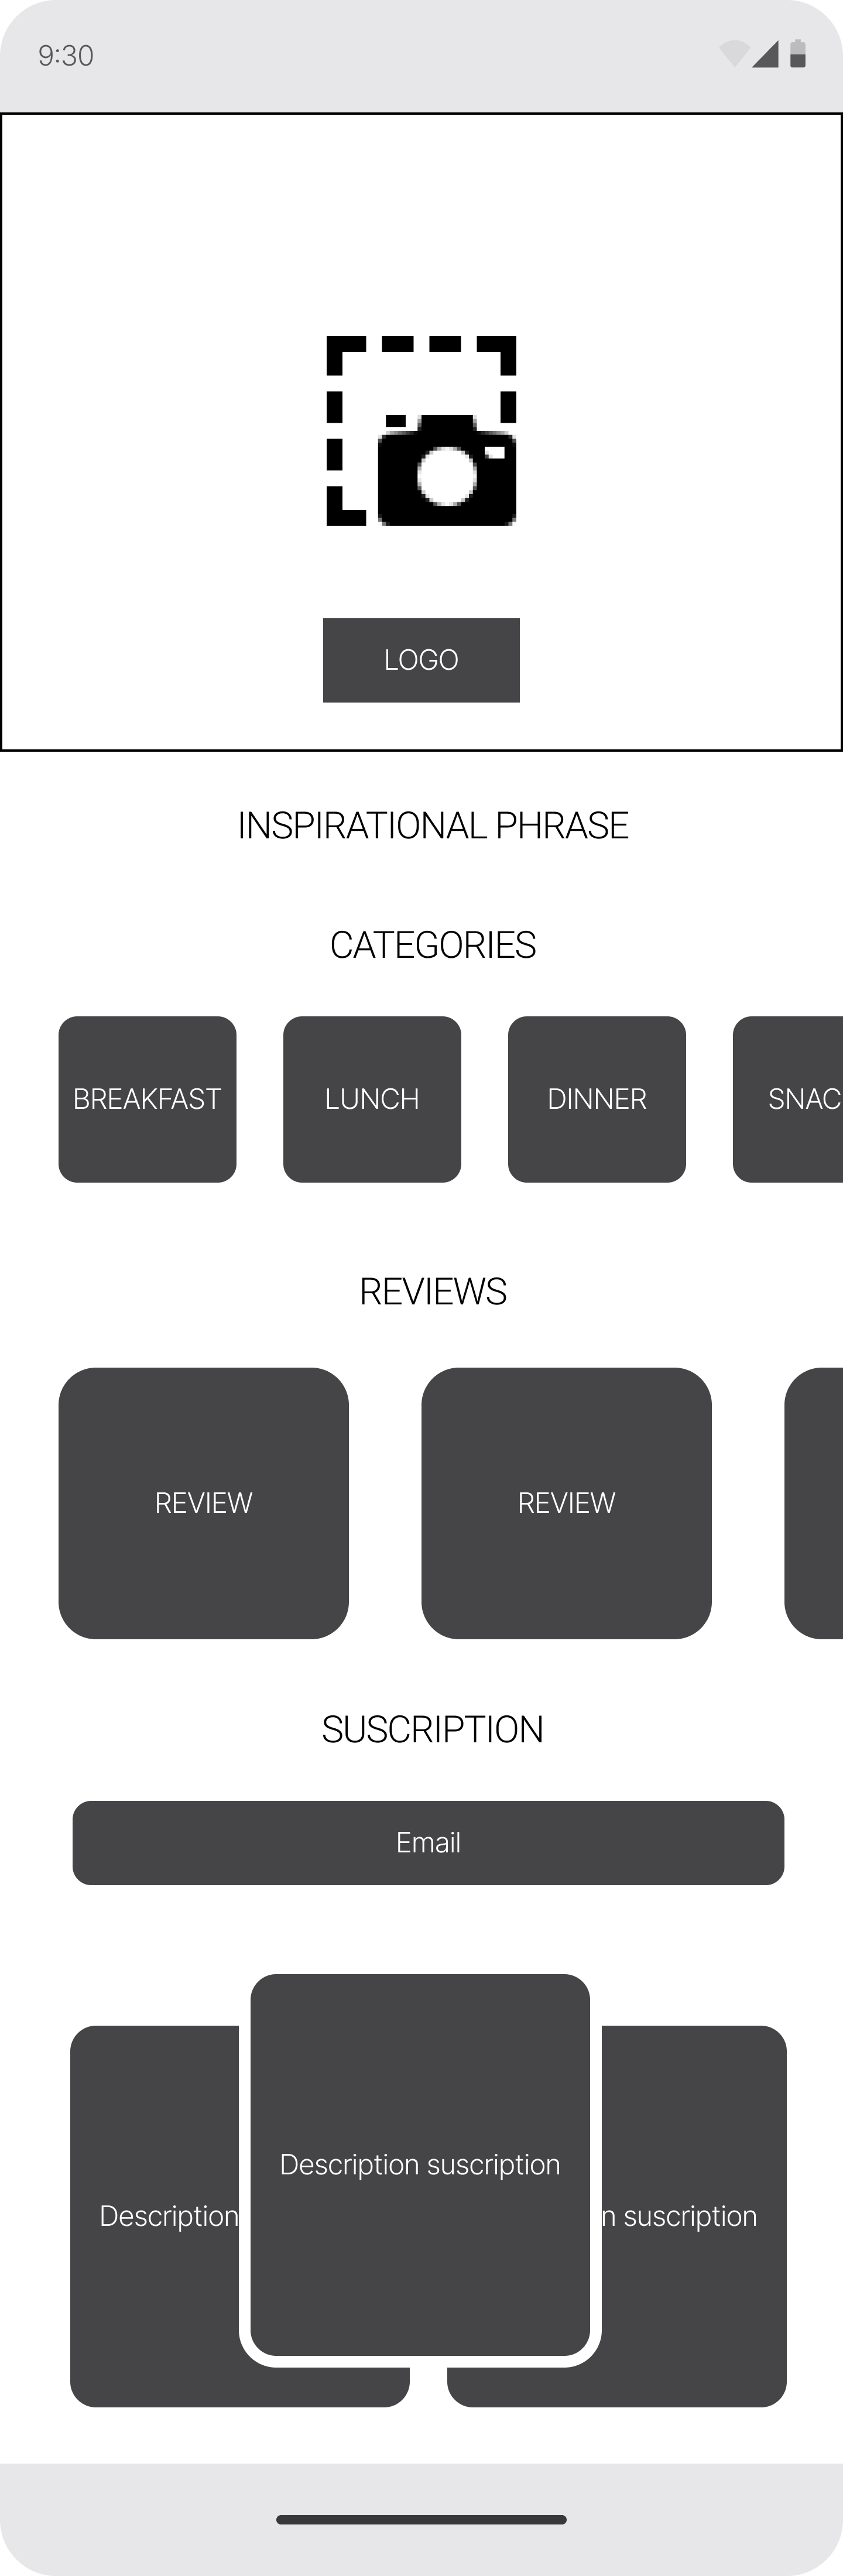 9:30
LOGO
INSPIRATIONAL PHRASE
CATEGORIES
BREAKFAST LUNCH DINNER SNAC
REVIEWS
REVIEW REVIEW
SUSCRIPTION
Email
Description suscription
Description n suscription